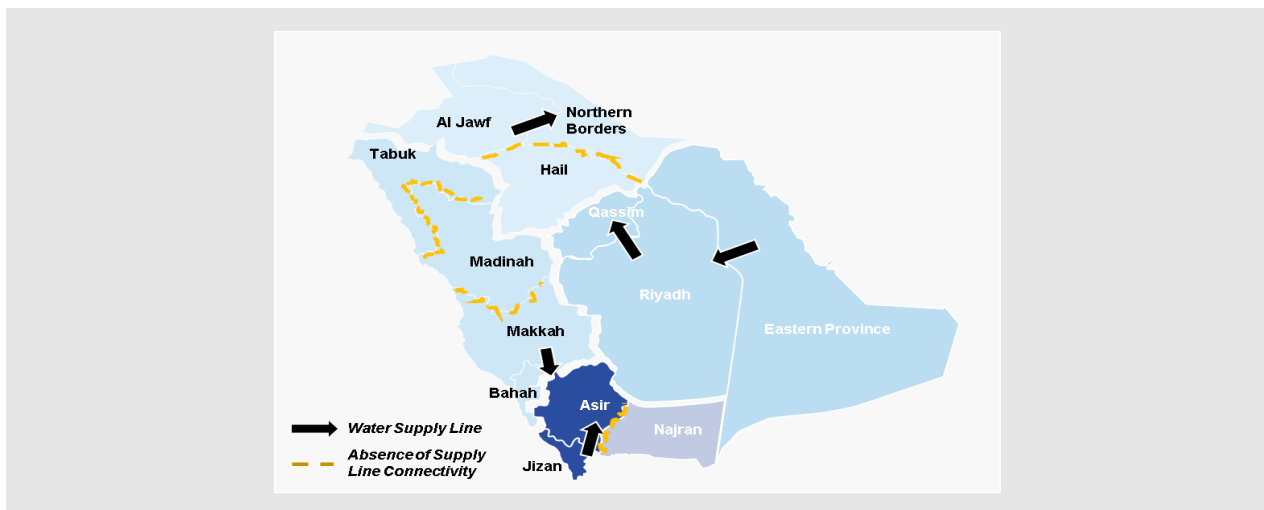 Al Jawf
Northern
Borders
Tabuk
Hail
Qassim
Madinah
Riyadh
Makkah
Eastern Province
Bahah
Asir
Najran
Jizan
Water Supply Line
Absence of Supply
Line Connectivity